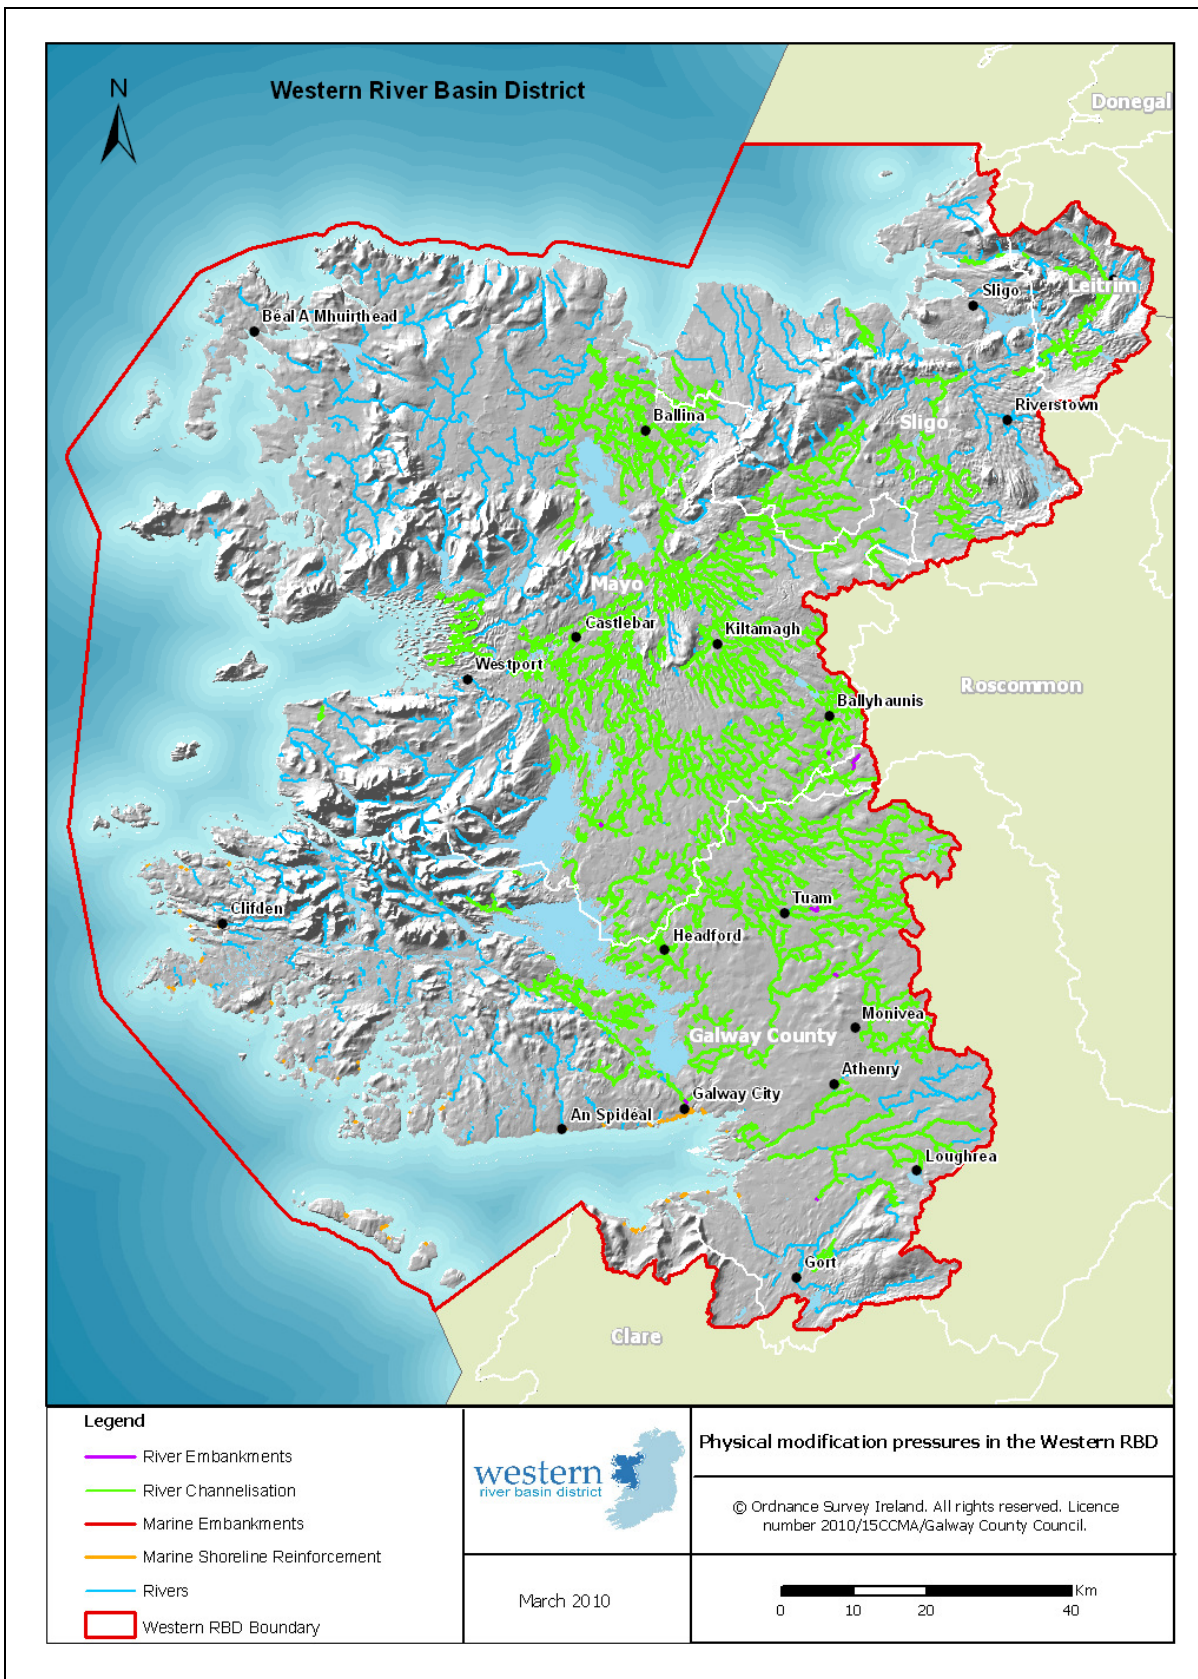 Western River Basin District
N
Donegal
Leitrim
Sligo
Béal A Mhuirthead
Riverstown
Ballina
Sligo
Mayo
Castlebar
Kiltamagh
Westport
Roscommon
Ballyhaunis
Tuam
Clifden
Headford
Monivea
Galway County
Athenry
Galway City
An Spidéal
Loughrea
Gort
Clare
Legend
River Embankments
River Channelisation
Marine Embankments
Marine Shoreline Reinforcement
Rivers
Western RBD Boundary
western
river basin district
March 2010
Physical modification pressures in the Western RBD
© Ordnance Survey Ireland. All rights reserved. Licence
number 2010/15CCMA/Galway County Council.
Km
0 10 20 40